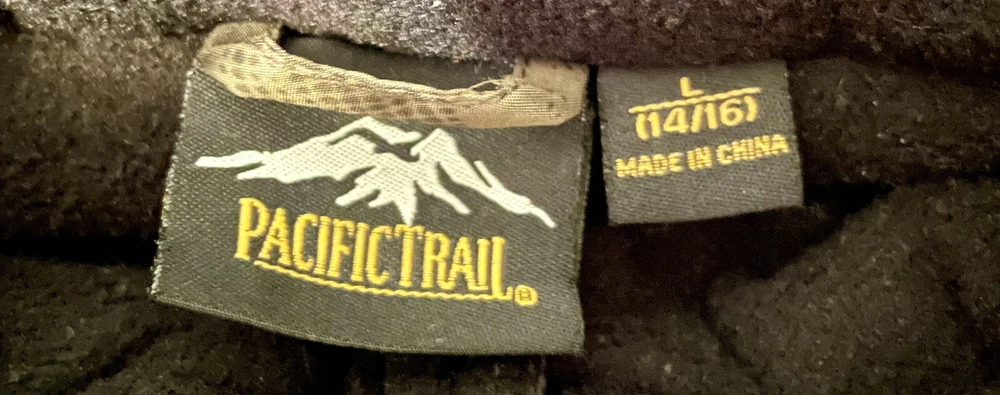 PACIFICTRAIL®
L
(14/16)
MADE IN CHINA